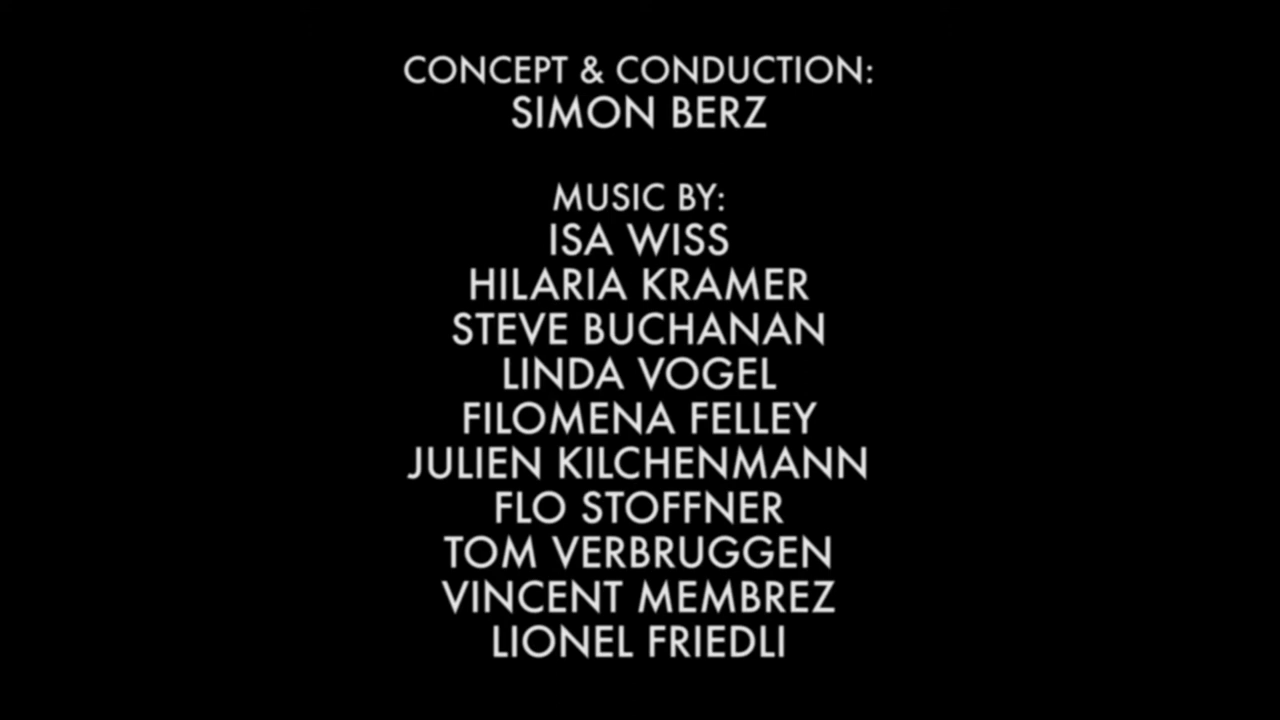 CONCEPT & CONDUCTION:
SIMON BERZ
MUSIC BY:
ISA WISS
HILARIA KRAMER
STEVE BUCHANAN
LINDA VOGEL
FILOMENA FELLEY
JULIEN KILCHENMANN
FLO STOFFNER
TOM VERBRUGGEN
VINCENT MEMBREZ
LIONEL FRIEDLI